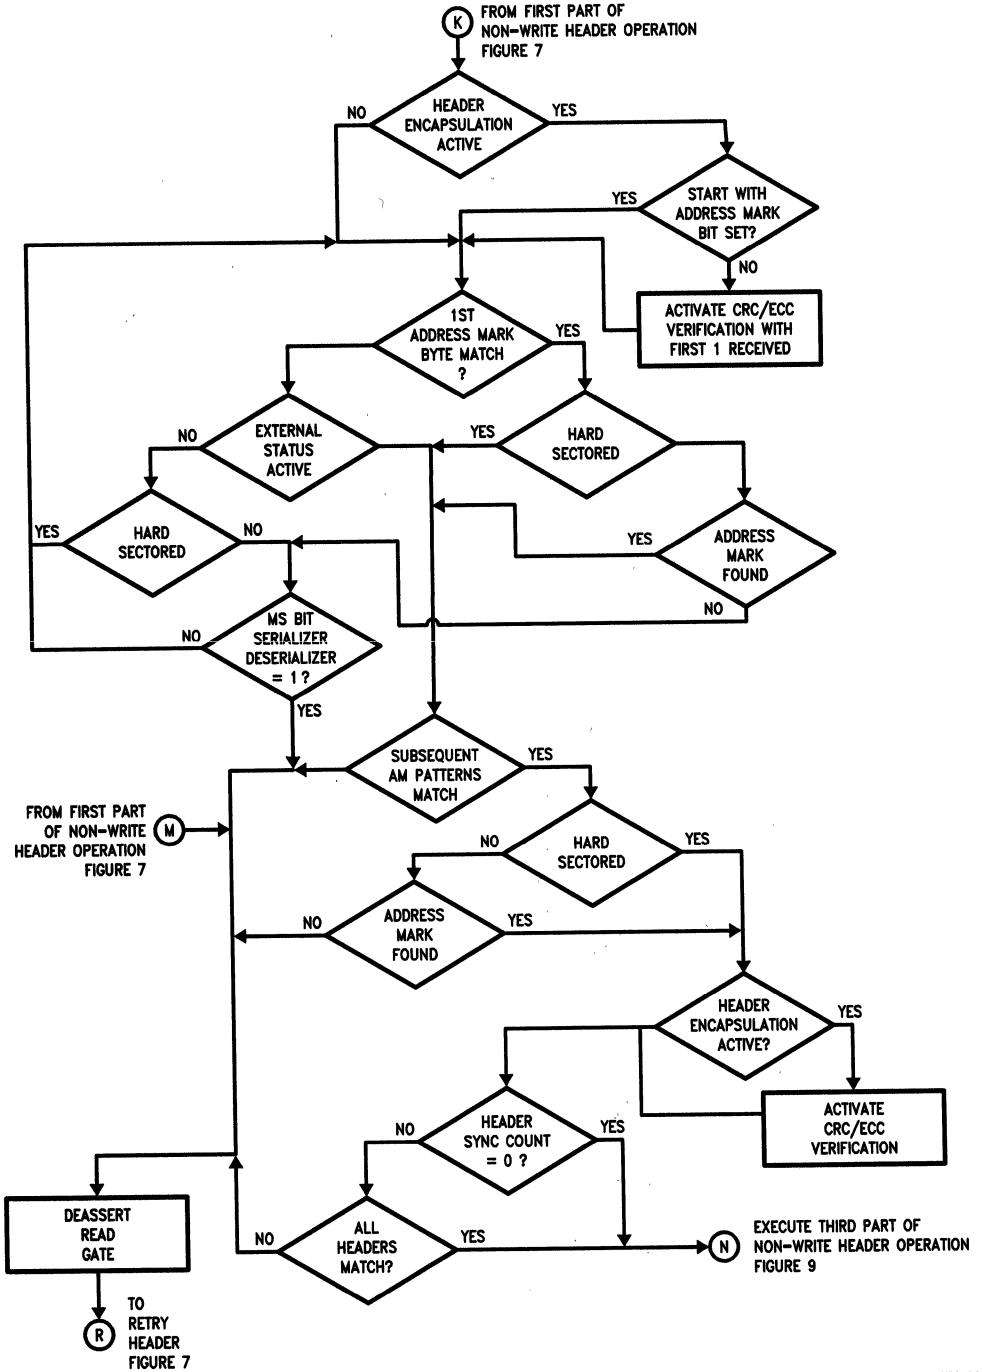 K
FROM FIRST PART OF
NON-WRITE HEADER OPERATION
FIGURE 7
HEADER
ENCAPSULATION
ACTIVE
NO
YES
START WITH
ADDRESS MARK
BIT SET?
YES
NO
ACTIVATE CRC/ECC
VERIFICATION WITH
FIRST 1 RECEIVED
1ST
ADDRESS MARK
BYTE MATCH
?
YES
EXTERNAL
STATUS
ACTIVE
NO
YES
HARD
SECTORED
YES
HARD
SECTORED
NO
YES
ADDRESS
MARK
FOUND
NO
NO
MS BIT
SERIALIZER
DESERIALIZER
= 1?
YES
SUBSEQUENT
AM PATTERNS
MATCH
YES
FROM FIRST PART
OF NON-WRITE
HEADER OPERATION
FIGURE 7
M
NO
HARD
SECTORED
YES
NO
ADDRESS
MARK
FOUND
YES
HEADER
ENCAPSULATION
ACTIVE?
YES
ACTIVATE
CRC/ECC
VERIFICATION
NO
HEADER
SYNC COUNT
= 0 ?
YES
DEASSERT
READ
GATE
NO
ALL
HEADERS
MATCH?
YES
N
EXECUTE THIRD PART OF
NON-WRITE HEADER OPERATION
FIGURE 9
R
TO
RETRY
HEADER
FIGURE 7